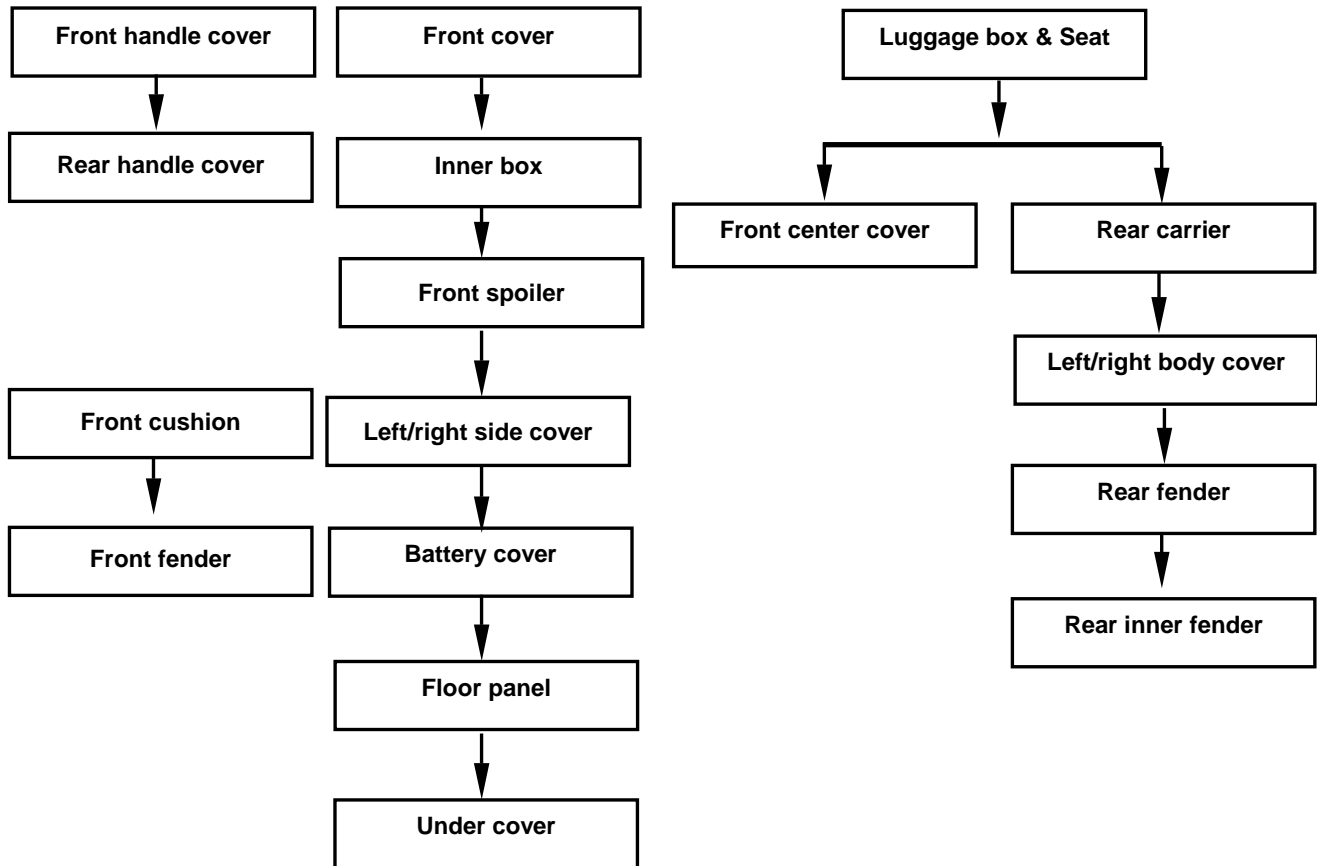 Front handle cover
Rear handle cover
Front cushion
Front fender
Front cover
Inner box
Front spoiler
Left/right side cover
Battery cover
Floor panel
Under cover
Luggage box & Seat
Front center cover
Rear carrier
Left/right body cover
Rear fender
Rear inner fender